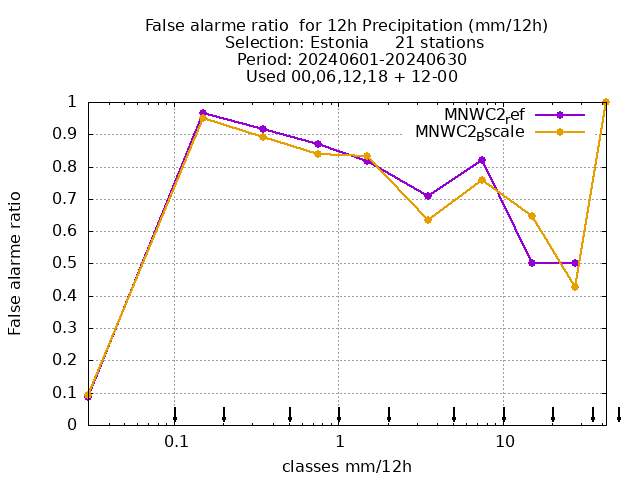 False alarme ratio  for 12h Precipitation (mm/12h)
Selection: Estonia     21 stations
Period: 20240601-20240630
Used 00,06,12,18 + 12-00
MNWC2ref
MNWC2Bscale
1
0.9
0.8
0.7
0.6
0.5
0.4
0.3
0.2
0.1
0
False alarme ratio
0.1
1
10
classes mm/12h